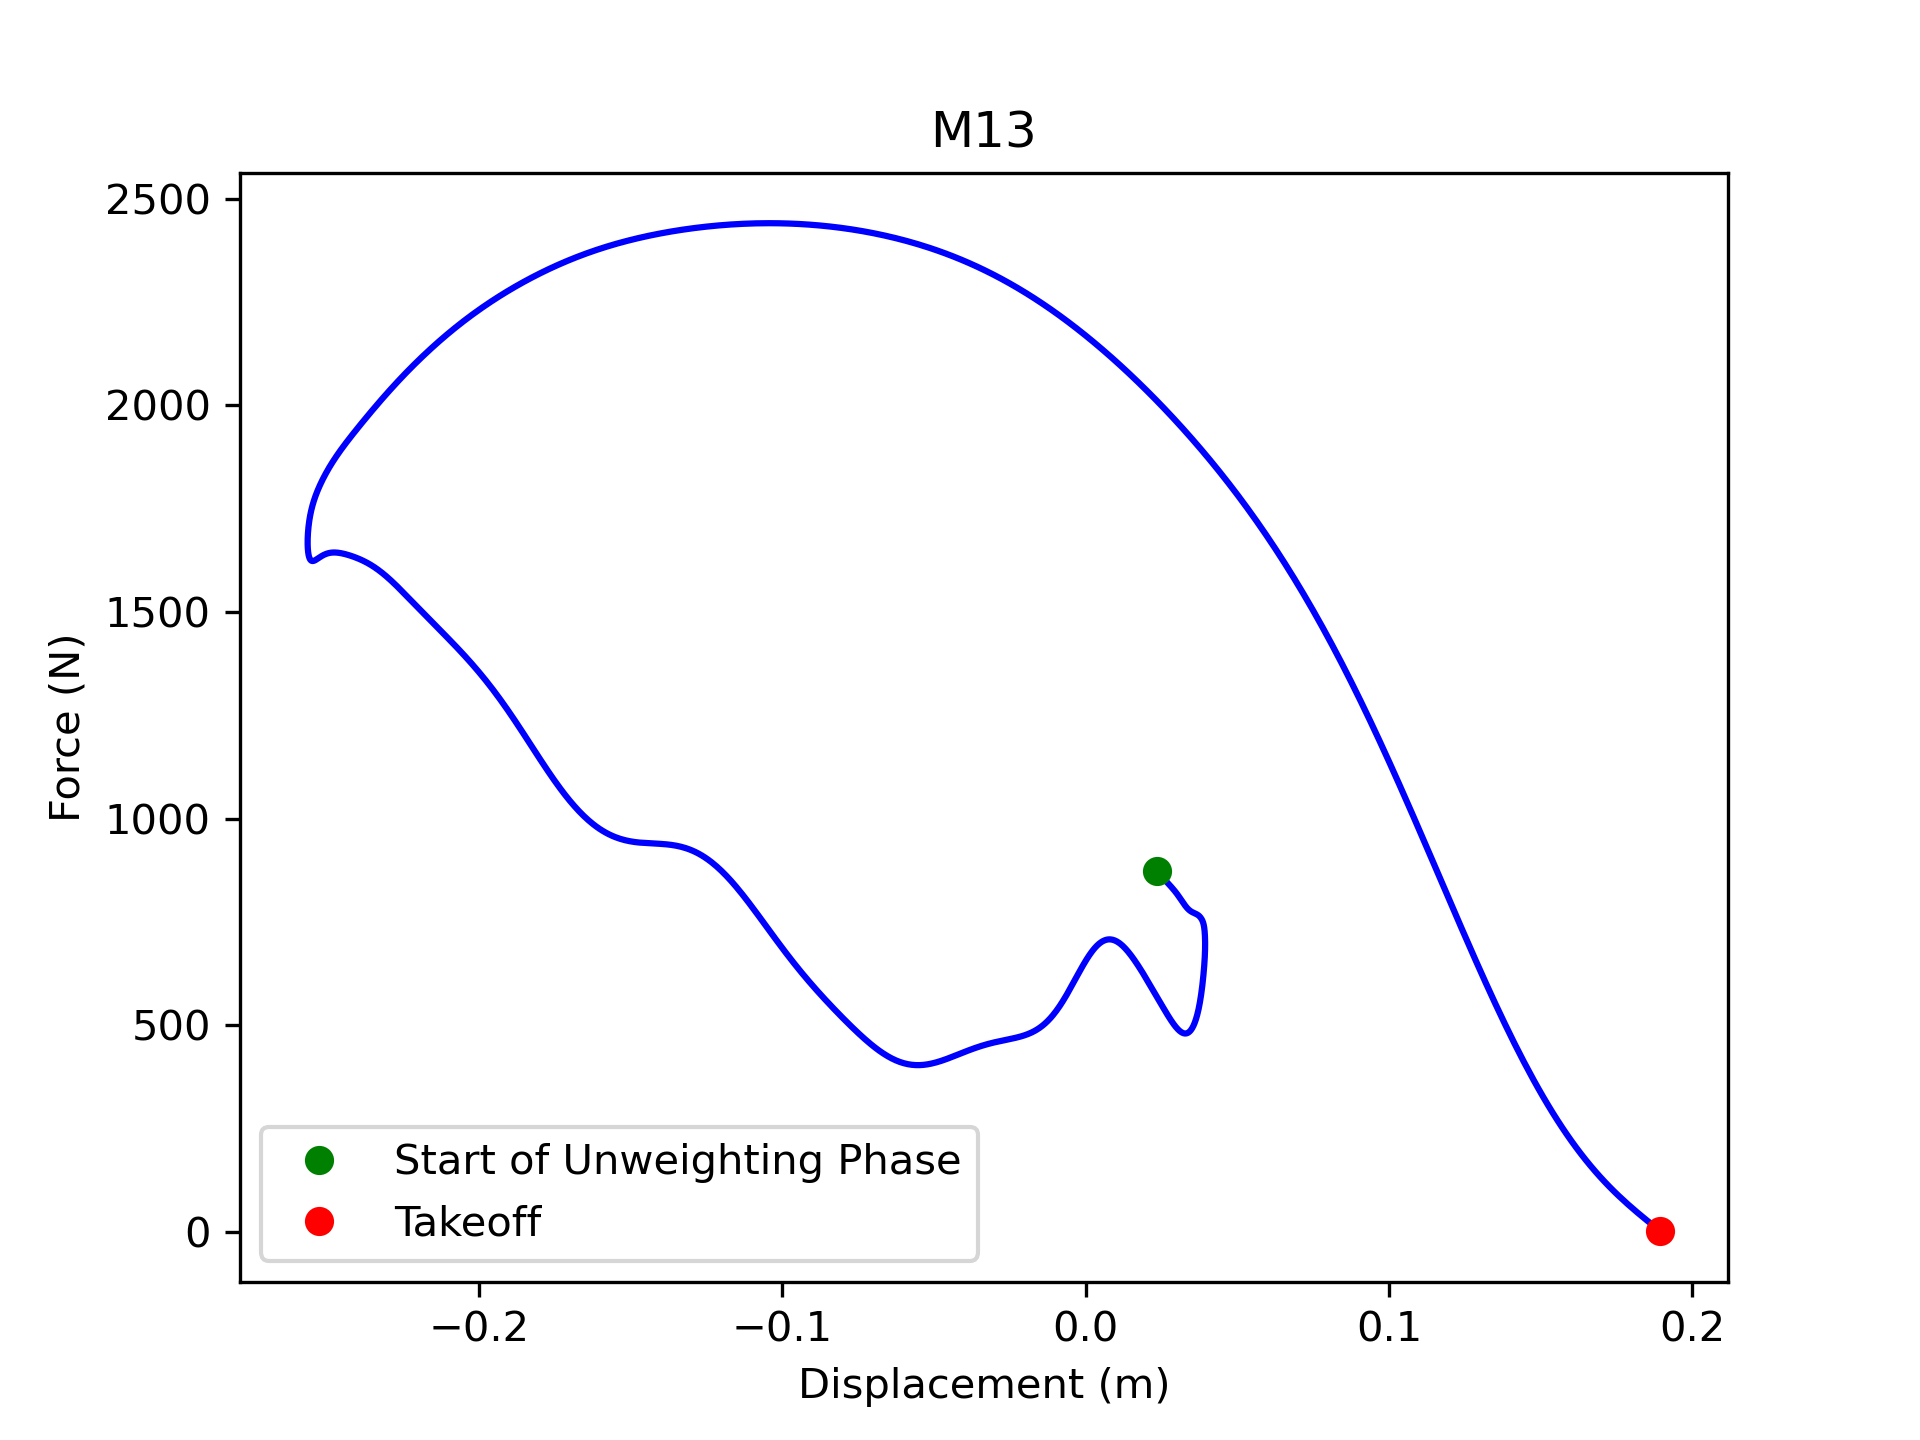 M13
2500
2000
1500
1000
500
0
Force (N)
Start of Unweighting Phase
Takeoff
−0.2 −0.1 0.0 0.1 0.2
Displacement (m)